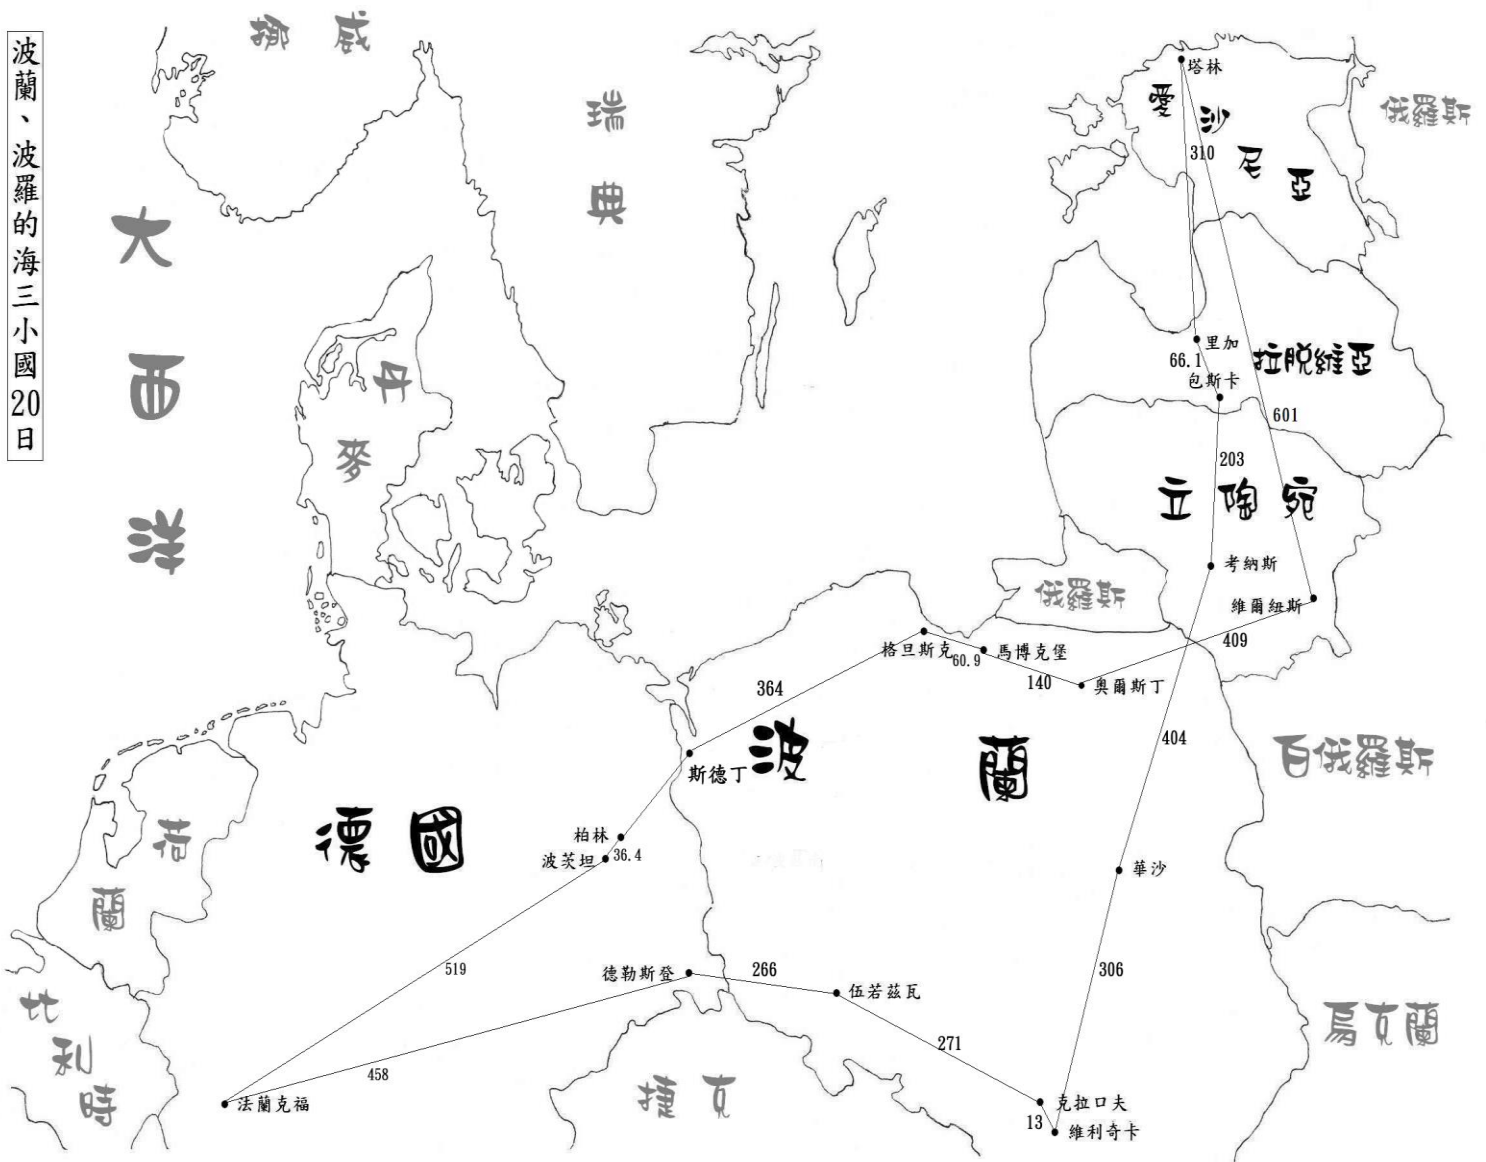 波蘭、波羅的海三小國20日
挪威
瑞典
大西洋
丹麥
塔林
愛沙尼亞
俄羅斯
310
里加
66.1
包斯卡
拉脫維亞
601
203
立陶宛
考納斯
俄羅斯
維爾紐斯
409
格旦斯克
60.9
馬博克堡
140
奧爾斯丁
364
波蘭
404
百俄羅斯
斯德丁
德國
柏林
波茨坦
36.4
荷蘭
華沙
519
德勒斯登
266
伍若茲瓦
306
比利時
烏克蘭
271
458
法蘭克福
捷克
克拉口夫
13
維利奇卡